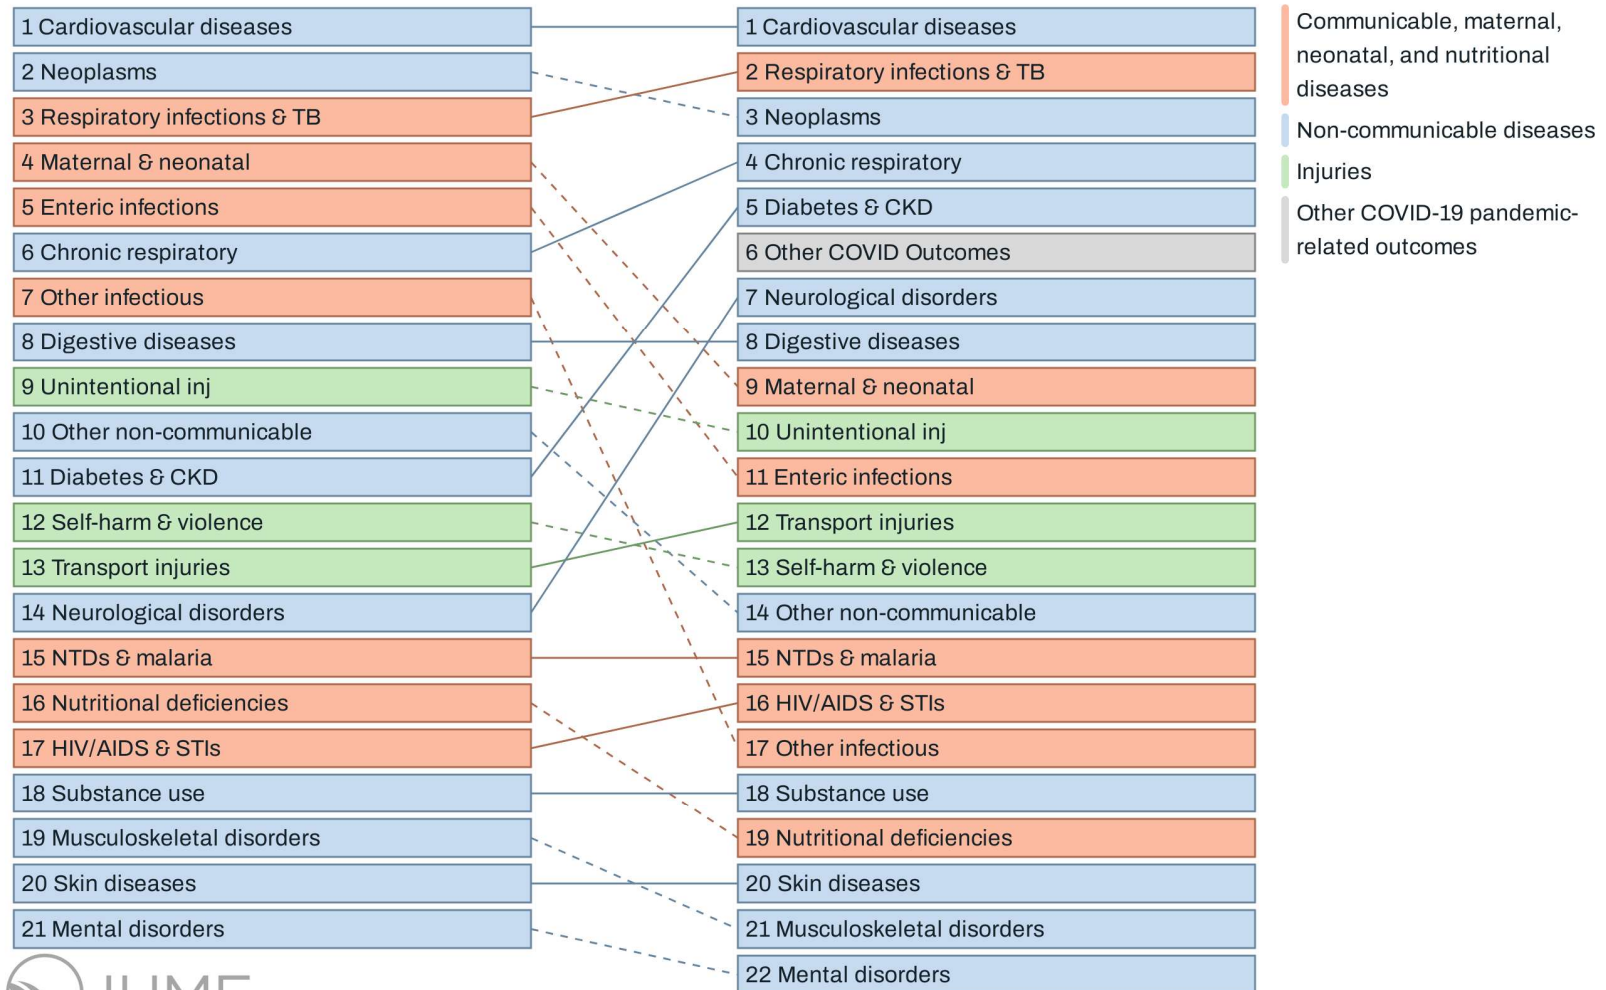 1 Cardiovascular diseases
2 Neoplasms
3 Respiratory infections & TB
4 Maternal & neonatal
5 Enteric infections
6 Chronic respiratory
7 Other infectious
8 Digestive diseases
9 Unintentional inj
10 Other non-communicable
11 Diabetes & CKD
12 Self-harm & violence
13 Transport injuries
14 Neurological disorders
15 NTDs & malaria
16 Nutritional deficiencies
17 HIV/AIDS & STIs
18 Substance use
19 Musculoskeletal disorders
20 Skin diseases
21 Mental disorders
1 Cardiovascular diseases
2 Respiratory infections & TB
3 Neoplasms
4 Chronic respiratory
5 Diabetes & CKD
6 Other COVID Outcomes
7 Neurological disorders
8 Digestive diseases
9 Maternal & neonatal
10 Unintentional inj
11 Enteric infections
12 Transport injuries
13 Self-harm & violence
14 Other non-communicable
15 NTDs & malaria
16 HIV/AIDS & STIs
17 Other infectious
18 Substance use
19 Nutritional deficiencies
20 Skin diseases
21 Musculoskeletal disorders
22 Mental disorders
Communicable, maternal,
neonatal, and nutritional
diseases
Non-communicable diseases
Injuries
Other COVID-19 pandemic-
related outcomes